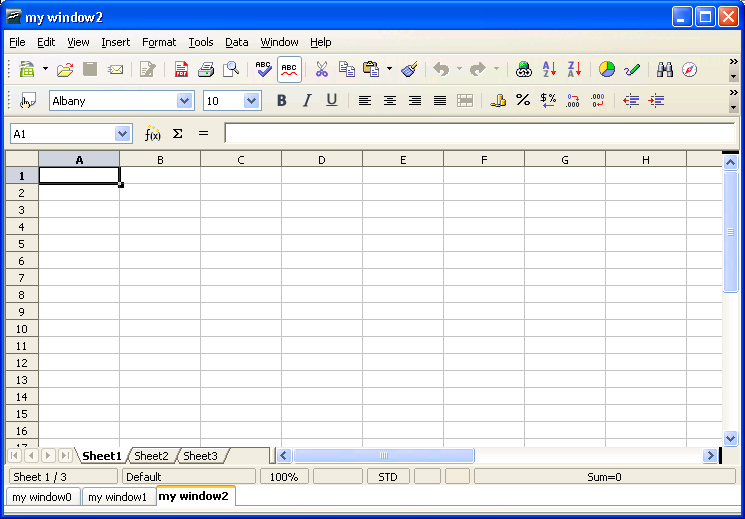 my window2
File Edit View Insert Format Tools Data Window Help
ABC ABC
Albany 10 B I U
A1 f(x) Σ =
A B C D E F G H
1
2
3
4
5
6
7
8
9
10
11
12
13
14
15
16
Sheet1 Sheet2 Sheet3
Sheet 1 / 3 Default 100% STD Sum=0
my window0 my window1 my window2